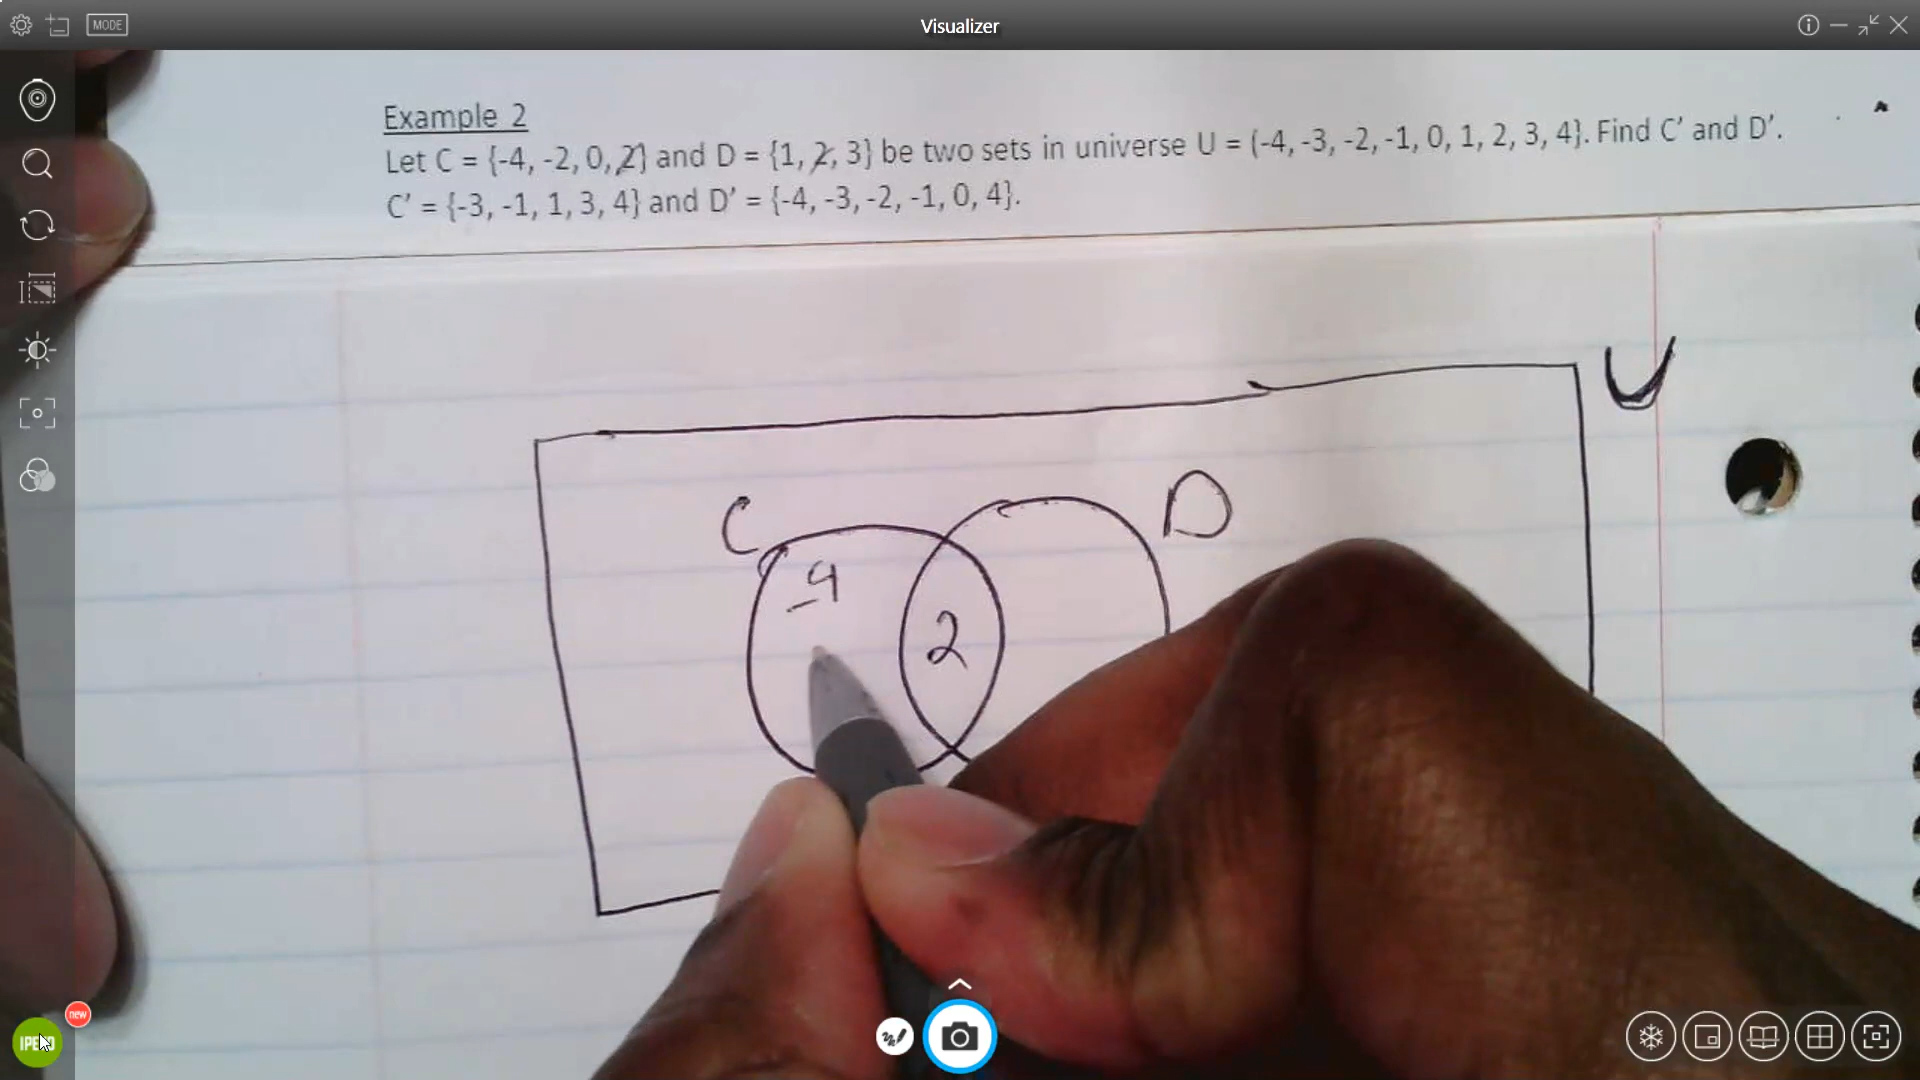 MODE
Visualizer
Example 2
Let C = {-4, -2, 0, 2} and D = {1, 2, 3} be two sets in universe U = (-4, -3, -2, -1, 0, 1, 2, 3, 4}. Find C' and D'.
C' = {-3, -1, 1, 3, 4} and D' = {-4, -3, -2, -1, 0, 4}.
U
C
D
-4
2
new
IPEVO